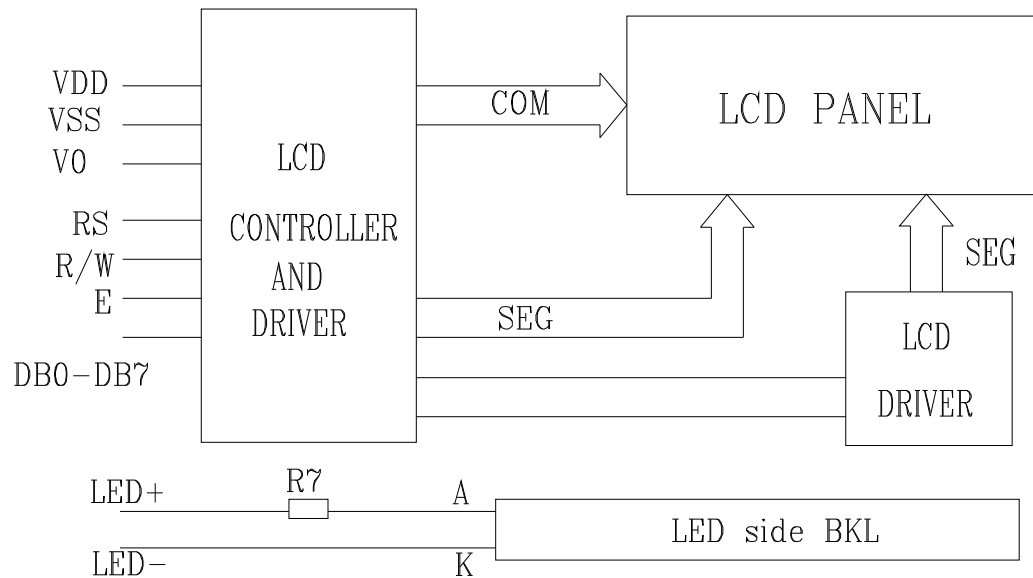 VDD
VSS
V0
RS
R/W
E
DB0-DB7
LCD
CONTROLLER
AND
DRIVER
COM
LCD PANEL
SEG
SEG
LCD
DRIVER
LED+
R7
A
LED side BKL
LED-
K